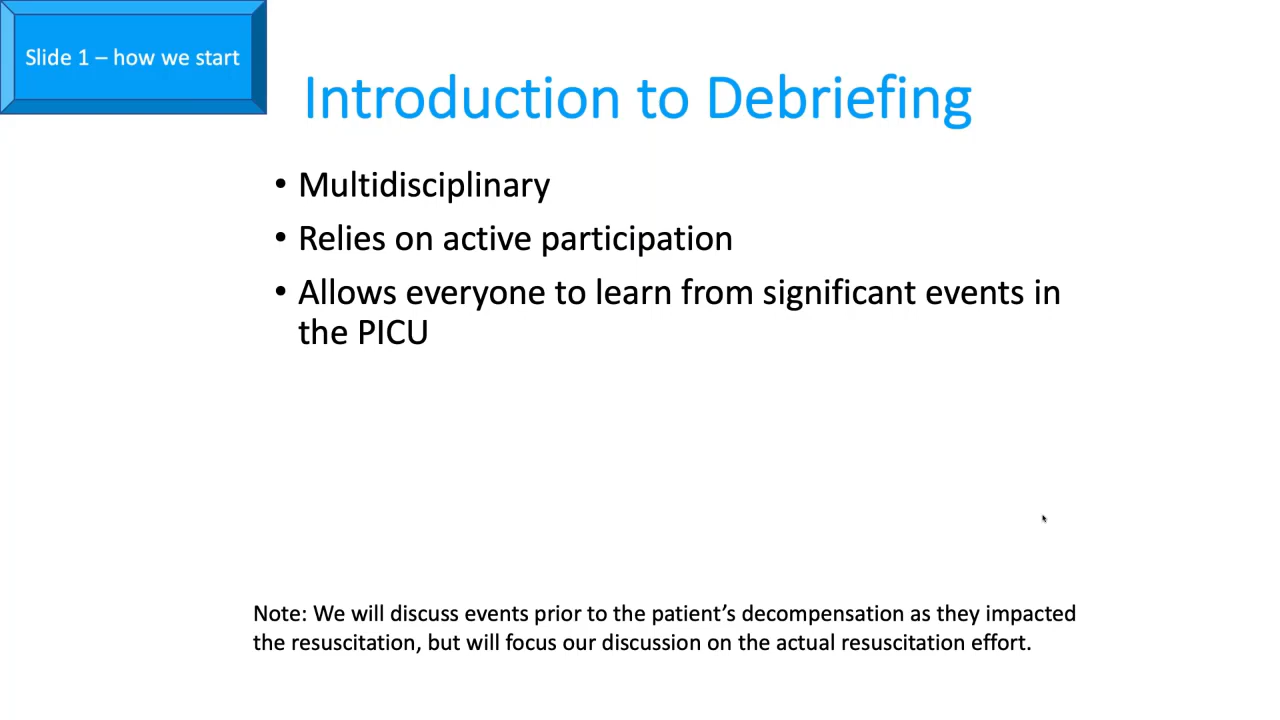 Slide 1 – how we start
Introduction to Debriefing
• Multidisciplinary
• Relies on active participation
• Allows everyone to learn from significant events in
the PICU
Note: We will discuss events prior to the patient’s decompensation as they impacted
the resuscitation, but will focus our discussion on the actual resuscitation effort.